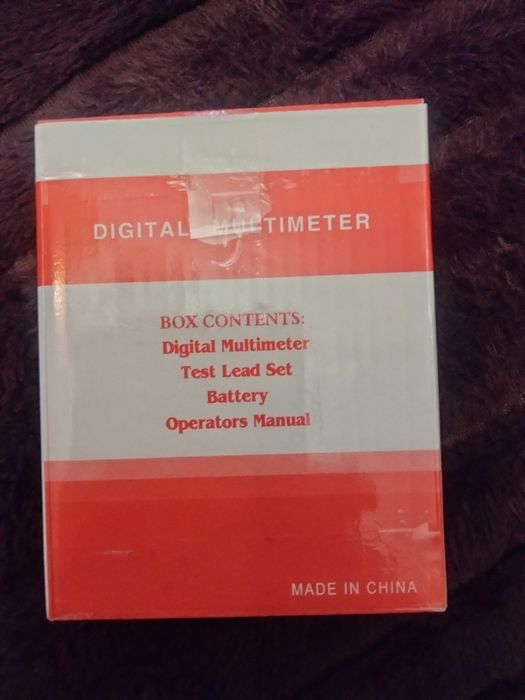 DIGITAL MULTIMETER
BOX CONTENTS:
Digital Multimeter
Test Lead Set
Battery
Operators Manual
MADE IN CHINA